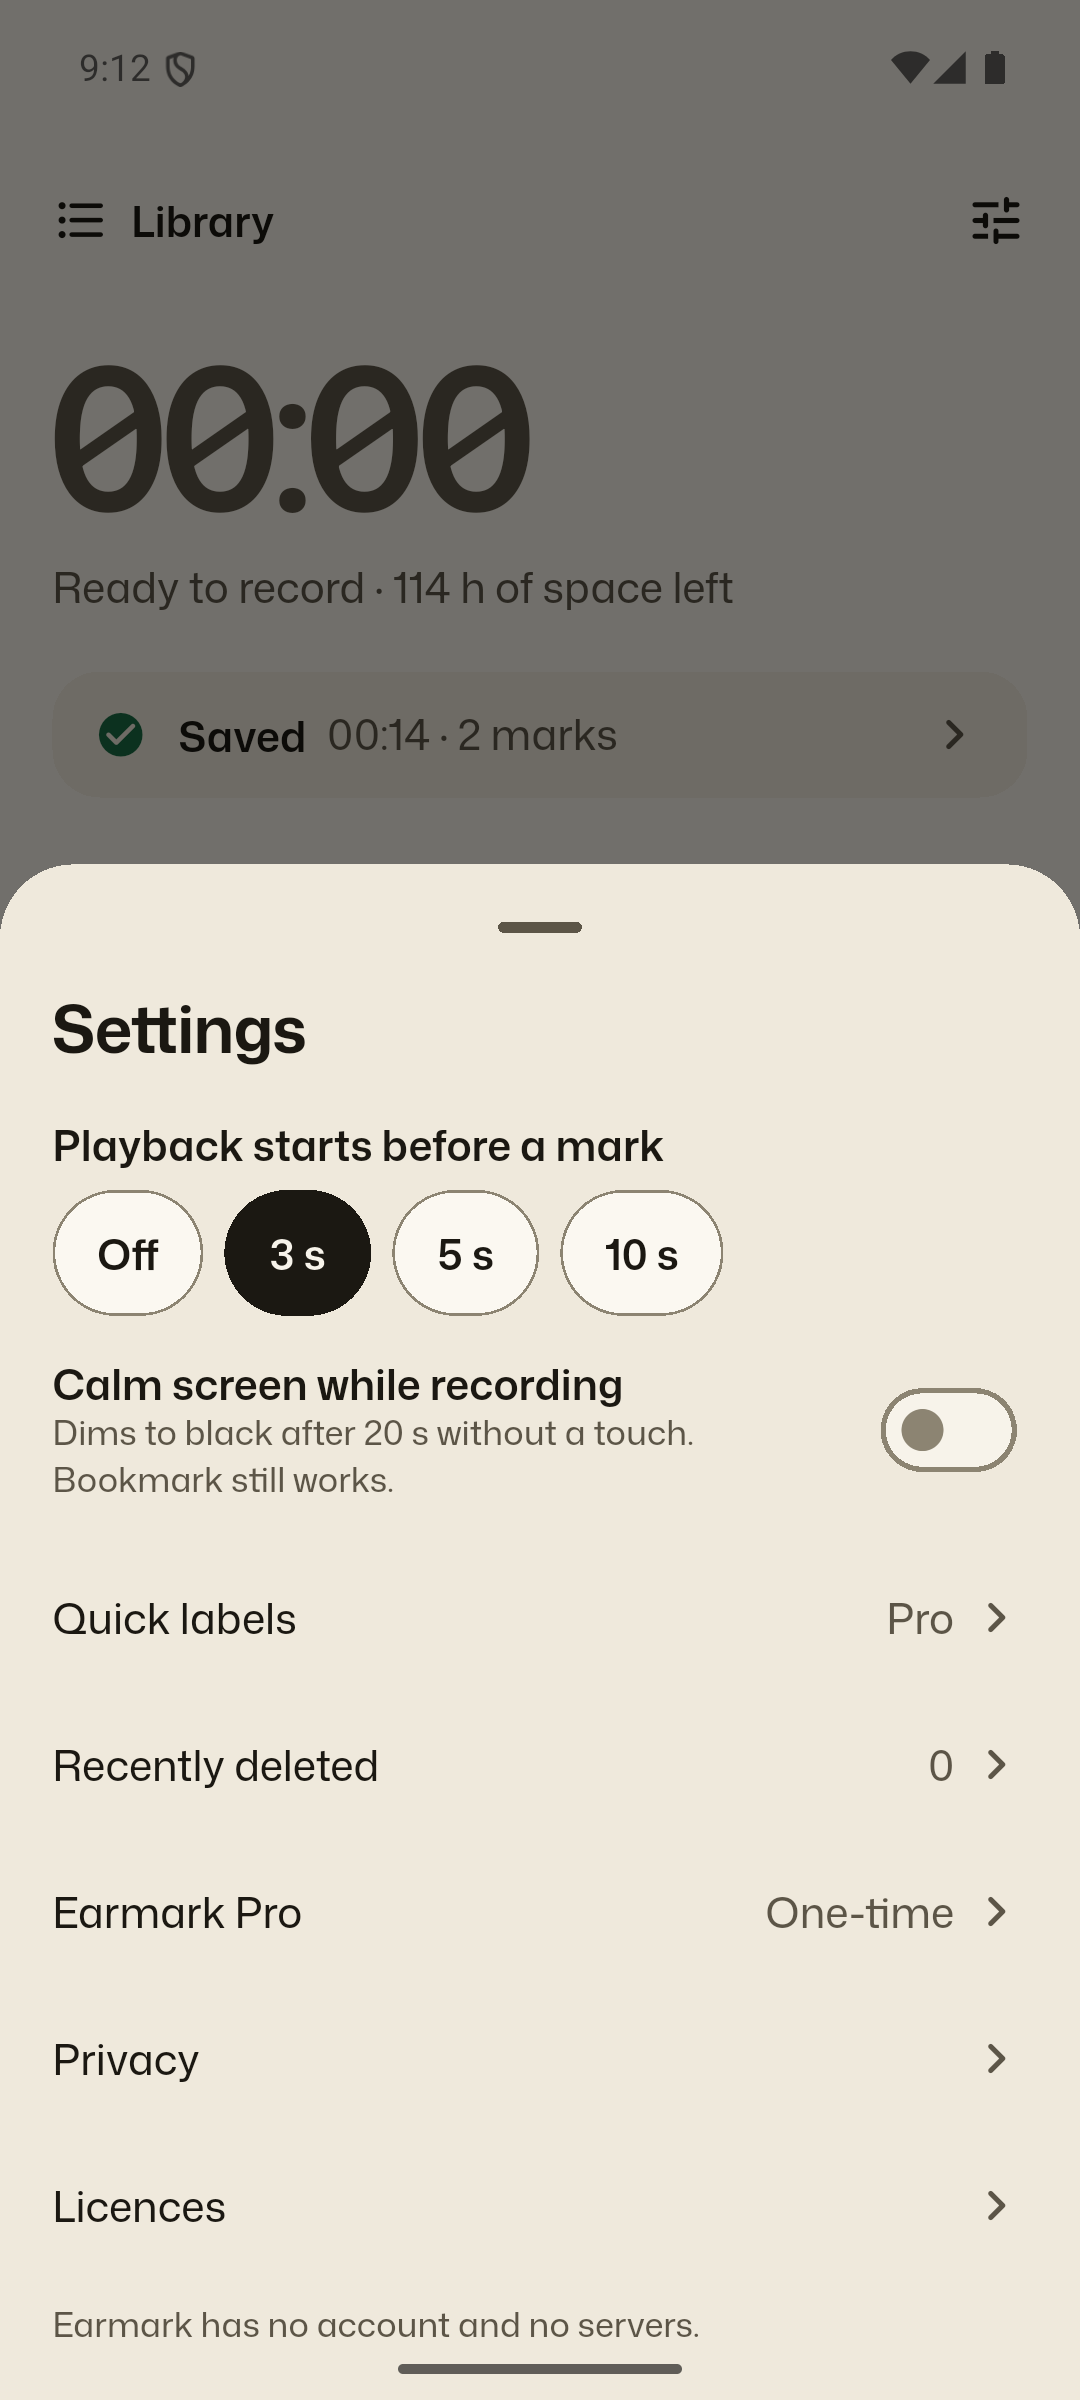 9:12
Library
00:00
Ready to record · 114 h of space left
Saved 00:14 · 2 marks
Settings
Playback starts before a mark
Off 3 s 5 s 10 s
Calm screen while recording
Dims to black after 20 s without a touch.
Bookmark still works.
Quick labels Pro
Recently deleted 0
Earmark Pro One-time
Privacy
Licences
Earmark has no account and no servers.